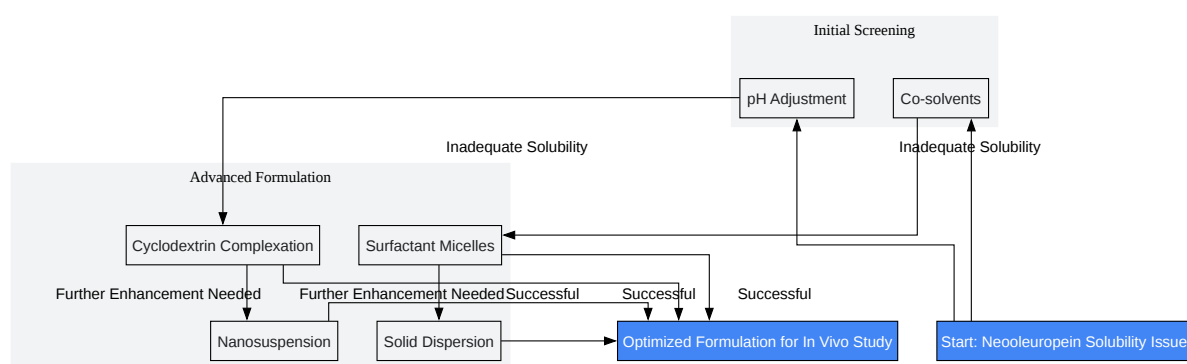 Initial Screening
pH Adjustment
Co-solvents
Inadequate Solubility
Inadequate Solubility
Advanced Formulation
Cyclodextrin Complexation
Surfactant Micelles
Further Enhancement Needed
Further Enhancement Needed
Successful
Successful
Successful
Nanosuspension
Solid Dispersion
Optimized Formulation for In Vivo Study
Start: Neooleuropein Solubility Issue